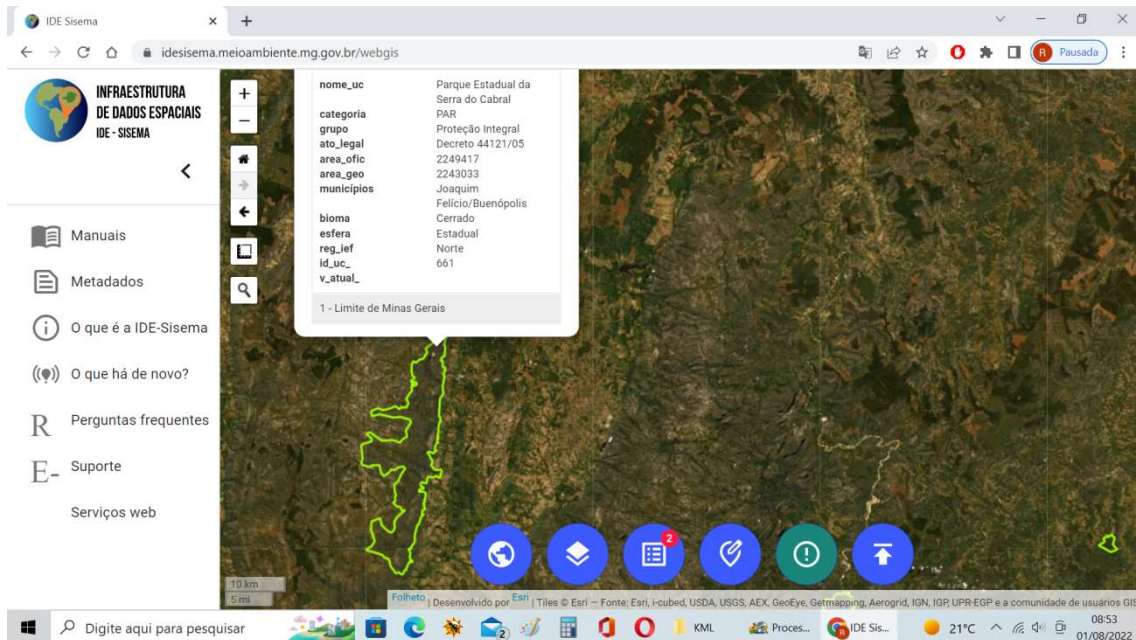 IDE Sisema
idesisema.meioambiente.mg.gov.br/webgis
R Pausada
INFRAESTRUTURA
DE DADOS ESPACIAIS
IDE - SISEMA
Manuais
Metadados
O que é a IDE-Sisema
O que há de novo?
R Perguntas frequentes
E- Suporte
Serviços web
nome_uc Parque Estadual da
Serra do Cabral
categoria PAR
grupo Proteção Integral
ato_legal Decreto 44121/05
area_ofic 2249417
area_geo 2243033
municípios Joaquim
Felício/Buenópolis
bioma Cerrado
esfera Estadual
reg_ief Norte
id_uc_ 661
v_atual_
1 - Limite de Minas Gerais
2
10 km
5 mi
Folheto | Desenvolvido por Esri | Tiles © Esri — Fonte: Esri, i-cubed, USDA, USGS, AEX, GeoEye, Getmapping, Aerogrid, IGN, IGP, UPR-EGP e a comunidade de usuários GIS
Digite aqui para pesquisar
2
KML
Proces...
IDE Sis...
21°C
08:53